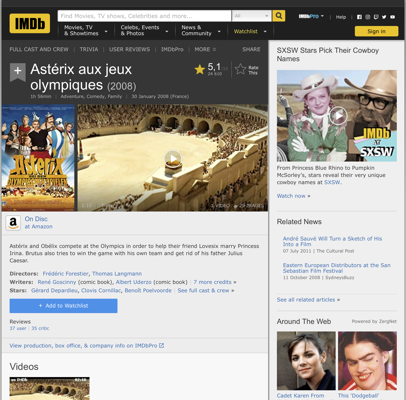 IMDb
Find Movies, TV shows, Celebrities and more...
All
Movies, TV
& Showtimes
Celebs, Events
& Photos
News &
Community
Watchlist
IMDbPro
Help
Sign in
FULL CAST AND CREW | TRIVIA | USER REVIEWS | IMDbPro | MORE
SHARE
Astérix aux jeux olympiques (2008)
5,1
Rate
This
1h 56min | Adventure, Comedy, Family | 30 January 2008 (France)
On Disc
at Amazon
Astérix and Obélix compete at the Olympics in order to help their friend Lovesix marry Princess
Irina. Brutus also tries to win the game with his own team and get rid of his father Julius
Caesar.
Directors: Frédéric Forestier, Thomas Langmann
Writers: René Goscinny (comic book), Albert Uderzo (comic book) | 7 more credits »
Stars: Gérard Depardieu, Clovis Cornillac, Benoît Poelvoorde | See full cast & crew »
+ Add to Watchlist
Reviews
37 user | 35 critic
View production, box office, & company info on IMDbPro
Videos
SXSW Stars Pick Their Cowboy
Names
IMDb
at SXSW
From Princess Blue Rhino to Pumpkin
McSorley's, stars reveal their very unique
cowboy names at SXSW.
Watch now »
Related News
André Sauvé Will Turn a Sketch of His
Into a Film
07 July 2011 | The Cultural Post
Eastern European Distributors at the San
Sebastian Film Festival
11 October 2008 | SydneysBuzz
See all related articles »
Around The Web
Powered by ZergNet
Cadet Karen From
This 'Dodgeball'